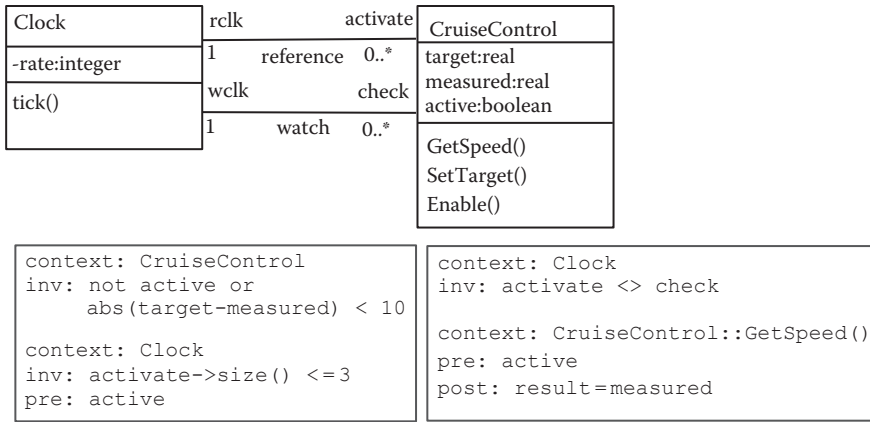 Clock
-rate:integer
tick()
rclk activate
1 reference 0..*
wclk check
1 watch 0..*
CruiseControl
target:real
measured:real
active:boolean
GetSpeed()
SetTarget()
Enable()
context: CruiseControl
inv: not active or
abs(target-measured) < 10
context: Clock
inv: activate->size() <=3
pre: active
context: Clock
inv: activate <> check
context: CruiseControl::GetSpeed()
pre: active
post: result=measured